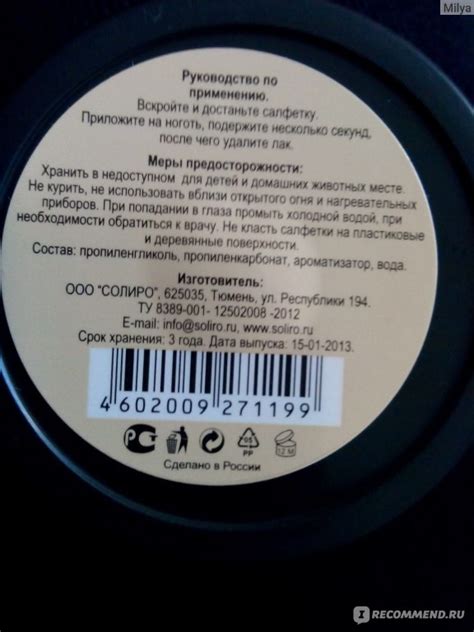 Milya
Руководство по
применению.
Вскройте и достаньте салфетку.
Приложите на ноготь, подержите несколько секунд,
после чего удалите лак.
Меры предосторожности:
Хранить в недоступном для детей и домашних животных месте.
Не курить, не использовать вблизи открытого огня и нагревательных
приборов. При попадании в глаза промыть холодной водой, при
необходимости обратиться к врачу. Не класть салфетки на пластиковые
и деревянные поверхности.
Состав: пропиленгликоль, пропиленкарбонат, ароматизатор, вода.
Изготовитель:
ООО "СОЛИРО", 625035, Тюмень, ул. Республики 194.
ТУ 8389-001- 12502008 -2012
E-mail: info@soliro.ru, www.soliro.ru
Срок хранения: 3 года. Дата выпуска: 15-01-2013.
4 602009 271199
05
PP
12 M
Сделано в России
IRECOMMEND.RU